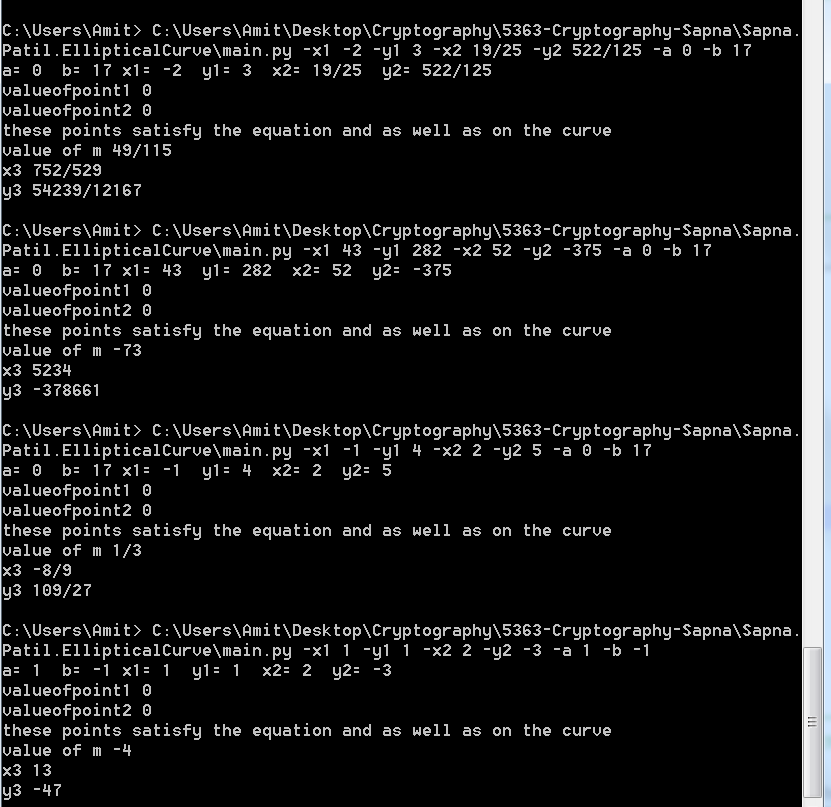 C:\Users\Amit> C:\Users\Amit\Desktop\Cryptography\5363-Cryptography-Sapna\Sapna.
Patil.EllipticalCurve\main.py -x1 -2 -y1 3 -x2 19/25 -y2 522/125 -a 0 -b 17
a= 0  b= 17 x1= -2  y1= 3  x2= 19/25  y2= 522/125
valueofpoint1 0
valueofpoint2 0
these points satisfy the equation and as well as on the curve
value of m 49/115
x3 752/529
y3 54239/12167
C:\Users\Amit> C:\Users\Amit\Desktop\Cryptography\5363-Cryptography-Sapna\Sapna.
Patil.EllipticalCurve\main.py -x1 43 -y1 282 -x2 52 -y2 -375 -a 0 -b 17
a= 0  b= 17 x1= 43  y1= 282  x2= 52  y2= -375
valueofpoint1 0
valueofpoint2 0
these points satisfy the equation and as well as on the curve
value of m -73
x3 5234
y3 -378661
C:\Users\Amit> C:\Users\Amit\Desktop\Cryptography\5363-Cryptography-Sapna\Sapna.
Patil.EllipticalCurve\main.py -x1 -1 -y1 4 -x2 2 -y2 5 -a 0 -b 17
a= 0  b= 17 x1= -1  y1= 4  x2= 2  y2= 5
valueofpoint1 0
valueofpoint2 0
these points satisfy the equation and as well as on the curve
value of m 1/3
x3 -8/9
y3 109/27
C:\Users\Amit> C:\Users\Amit\Desktop\Cryptography\5363-Cryptography-Sapna\Sapna.
Patil.EllipticalCurve\main.py -x1 1 -y1 1 -x2 2 -y2 -3 -a 1 -b -1
a= 1  b= -1 x1= 1  y1= 1  x2= 2  y2= -3
valueofpoint1 0
valueofpoint2 0
these points satisfy the equation and as well as on the curve
value of m -4
x3 13
y3 -47